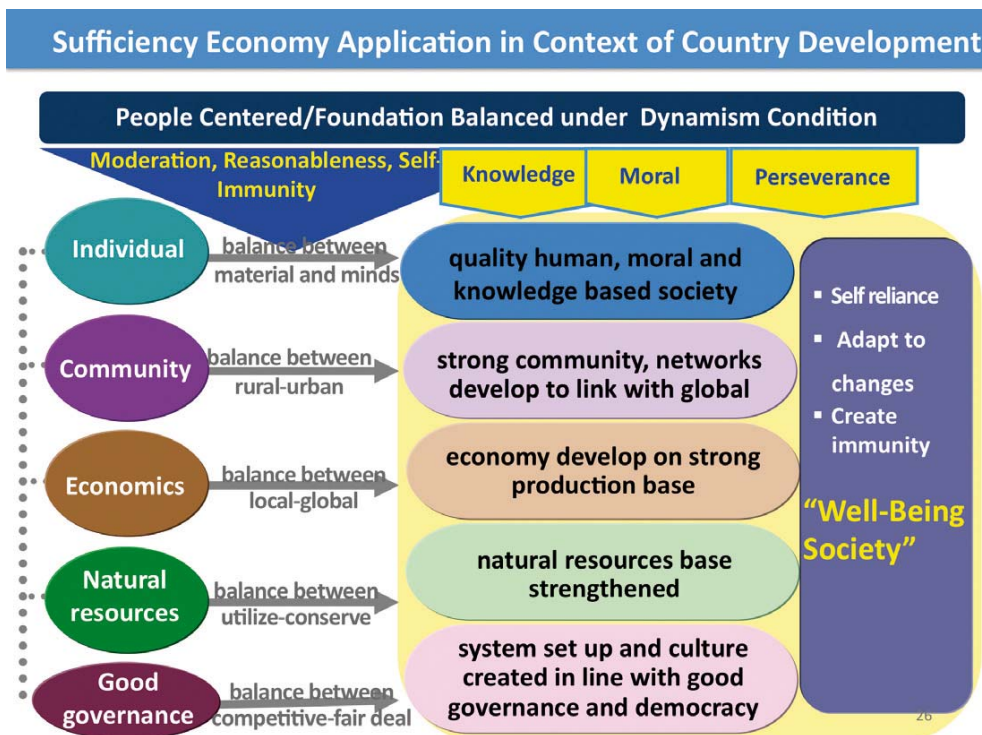 Sufficiency Economy Application in Context of Country Development
People Centered/Foundation Balanced under Dynamism Condition
Moderation, Reasonableness, Self-
Immunity
Knowledge
Moral
Perseverance
Individual
balance between
material and minds
quality human, moral and
knowledge based society
Community
balance between
rural-urban
strong community, networks
develop to link with global
Economics
balance between
local-global
economy develop on strong
production base
Natural
resources
balance between
utilize-conserve
natural resources base
strengthened
Good
governance
balance between
competitive-fair deal
system set up and culture
created in line with good
governance and democracy
▪ Self reliance
▪ Adapt to
changes
▪ Create
immunity
“Well-Being
Society”
26